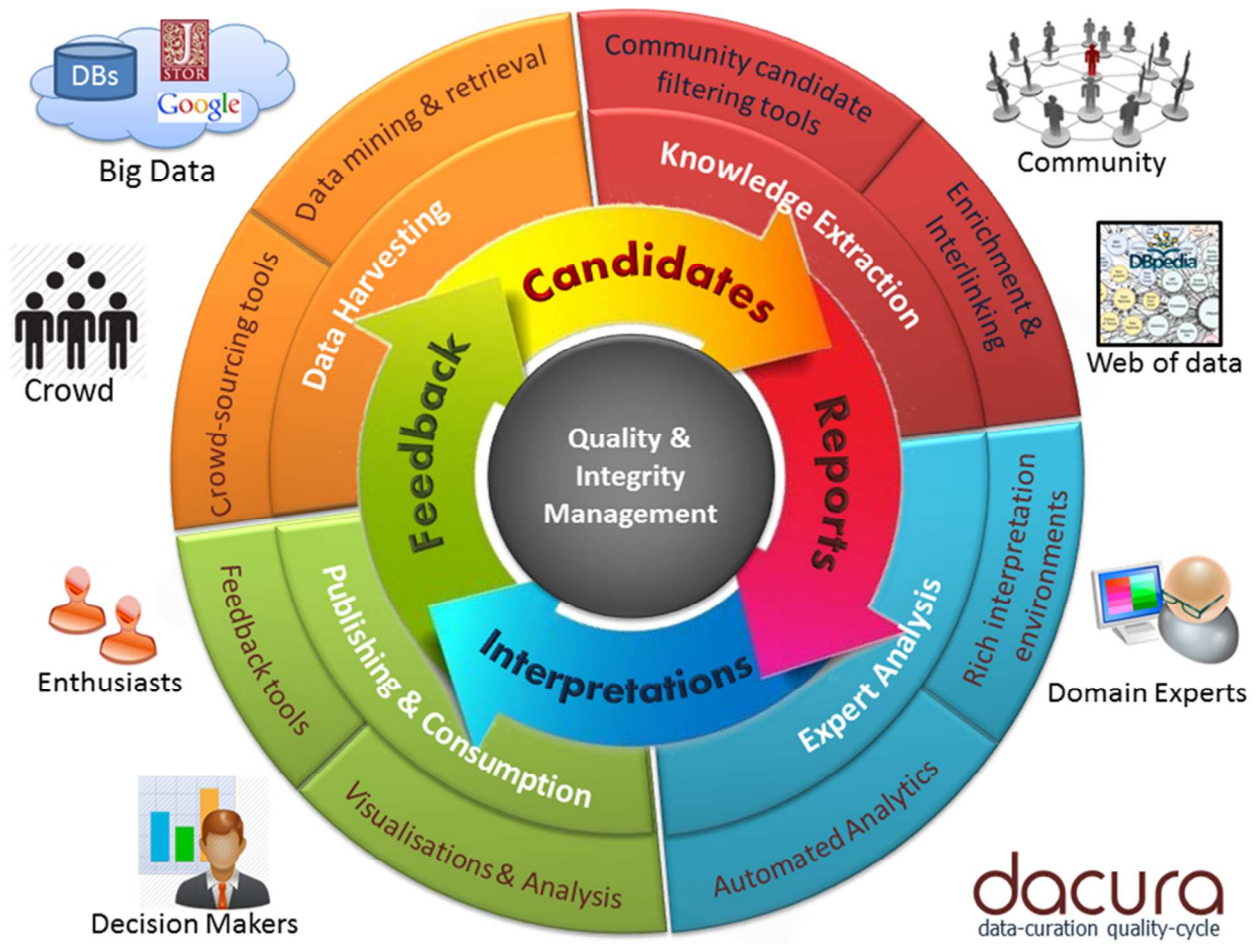 DBs
J
STOR
Google
Big Data
Crowd
Enthusiasts
Decision Makers
Community
DBpedia
Web of data
Domain Experts
Data mining & retrieval
Crowd-sourcing tools
Data Harvesting
Community candidate
filtering tools
Enrichment &
Interlinking
Knowledge Extraction
Rich interpretation
environments
Automated Analytics
Expert Analysis
Visualisations & Analysis
Feedback tools
Publishing & Consumption
Candidates
Reports
Interpretations
Feedback
Quality &
Integrity
Management
dacura
data-curation quality-cycle